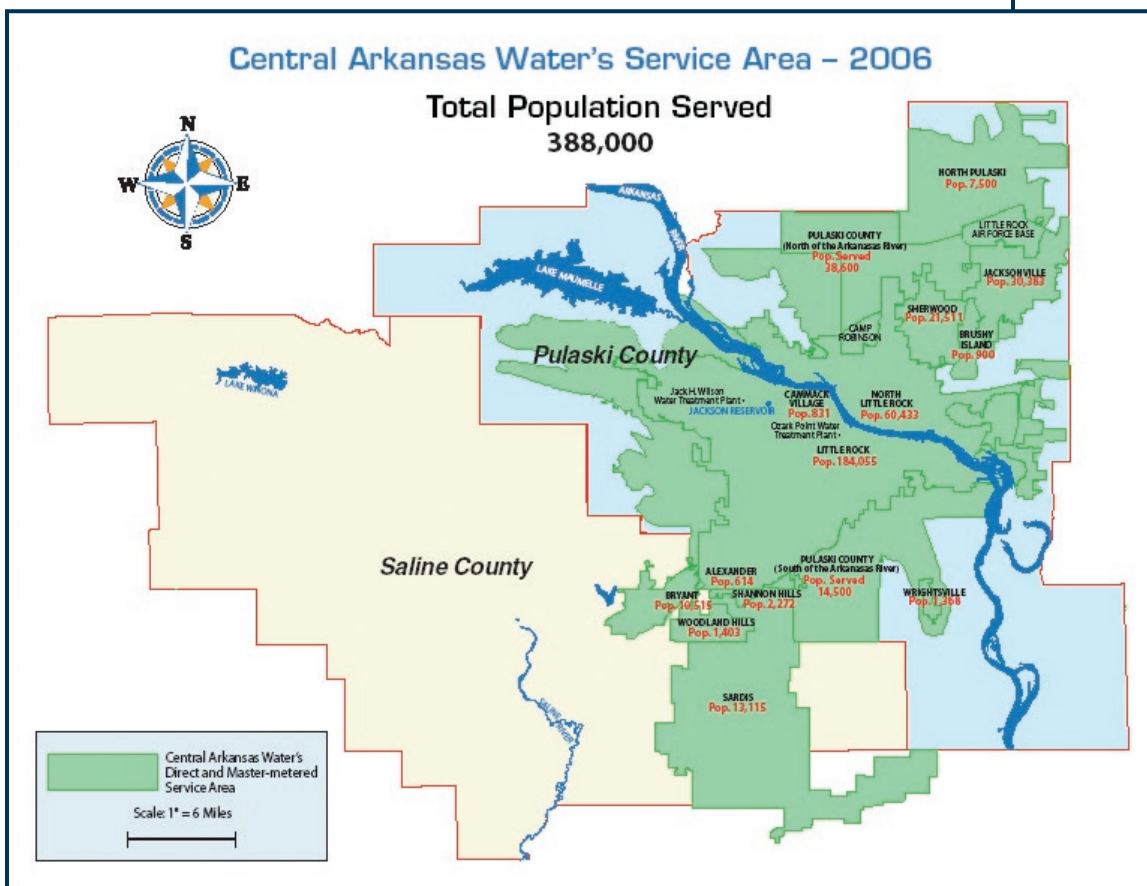 Central Arkansas Water's Service Area – 2006
Total Population Served
388,000
N
W
E
S
ARKANSAS
RIVER
LAKE MAUMELLE
NORTH PULASKI
Pop. 7,500
LITTLE ROCK
AIR FORCE BASE
PULASKI COUNTY
(North of the Arkanasas River)
Pop. Served
38,600
JACKSONVILLE
Pop. 30,383
SHERWOOD
Pop. 21,511
CAMP
ROBINSON
BRUSHY
ISLAND
Pop. 900
Pulaski County
LAKE WINONA
Jack H. Wilson
Water Treatment Plant •
JACKSON RESERVOIR
CAMMACK
VILLAGE
Pop. 831
NORTH
LITTLE ROCK
Pop. 60,433
Ozark Point Water
Treatment Plant •
LITTLE ROCK
Pop. 184,055
Saline County
ALEXANDER
Pop. 614
PULASKI COUNTY
(South of the Arkanasas River)
Pop. Served
14,500
BRYANT
Pop. 10,515
SHANNON HILLS
Pop. 2,272
WRIGHTSVILLE
Pop. 1,368
WOODLAND HILLS
Pop. 1,403
SARDIS
Pop. 13,115
SALINE
RIVER
Central Arkansas Water's
Direct and Master-metered
Service Area
Scale: 1" = 6 Miles